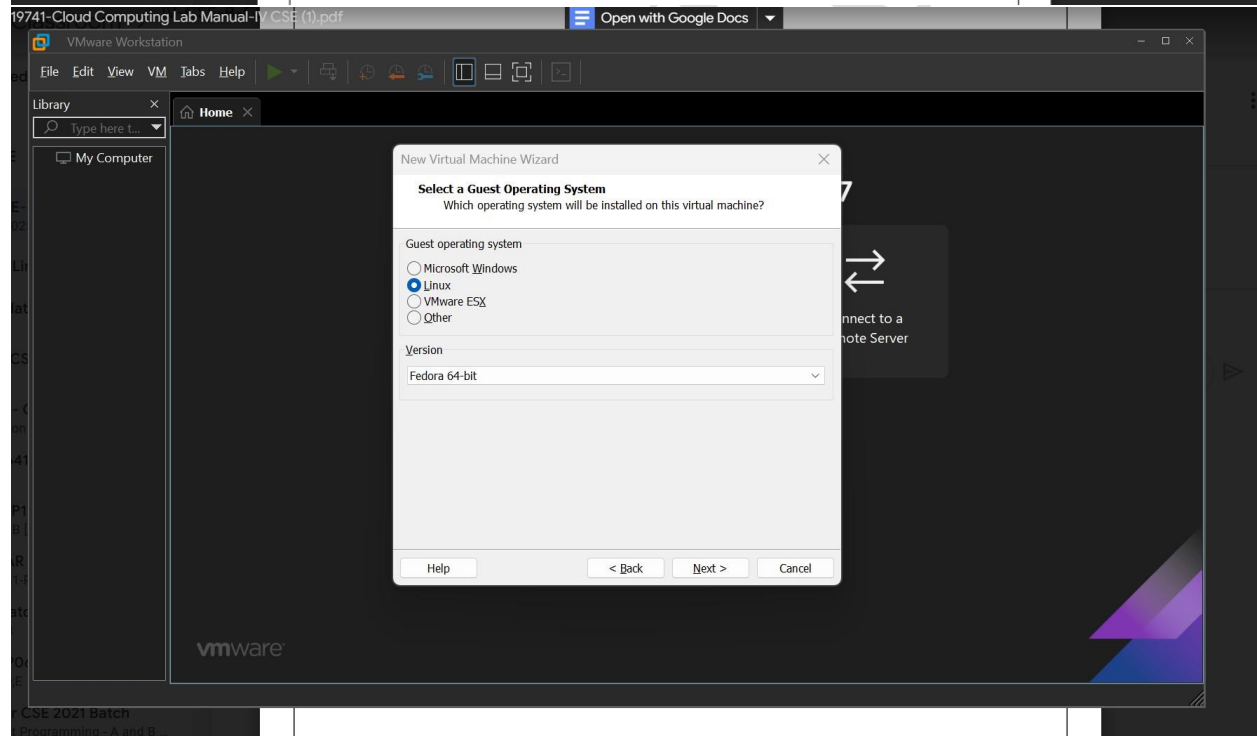 19741-Cloud Computing Lab Manual-IV CSE (1).pdf
Open with Google Docs
VMware Workstation
File Edit View VM Tabs Help
Library
Home
Type here t...
My Computer
New Virtual Machine Wizard
Select a Guest Operating System
Which operating system will be installed on this virtual machine?
7
Guest operating system
Microsoft Windows
Linux
VMware ESX
Other
nnect to a
note Server
Version
Fedora 64-bit
Help
< Back
Next >
Cancel
vmware
r CSE 2021 Batch
Programming - A and B